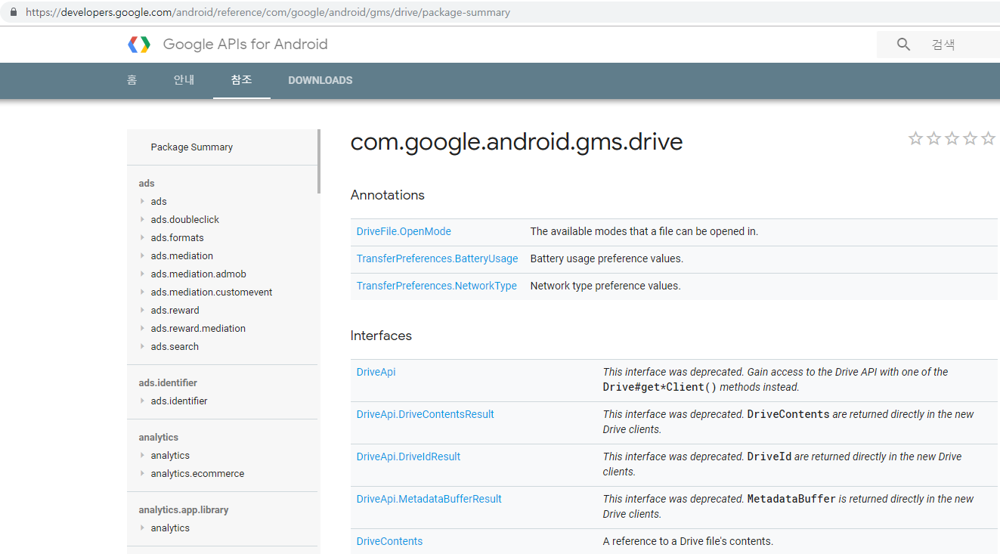 https://developers.google.com/android/reference/com/google/android/gms/drive/package-summary
Google APIs for Android
검색
홈 안내 참조 DOWNLOADS
Package Summary
ads
ads
ads.doubleclick
ads.formats
ads.mediation
ads.mediation.admob
ads.mediation.customevent
ads.reward
ads.reward.mediation
ads.search
ads.identifier
ads.identifier
analytics
analytics
analytics.ecommerce
analytics.app.library
analytics
com.google.android.gms.drive
Annotations
DriveFile.OpenMode The available modes that a file can be opened in.
TransferPreferences.BatteryUsage Battery usage preference values.
TransferPreferences.NetworkType Network type preference values.
Interfaces
DriveApi This interface was deprecated. Gain access to the Drive API with one of the
Drive#get*Client() methods instead.
DriveApi.DriveContentsResult This interface was deprecated. DriveContents are returned directly in the new
Drive clients.
DriveApi.DriveIdResult This interface was deprecated. DriveId are returned directly in the new Drive
clients.
DriveApi.MetadataBufferResult This interface was deprecated. MetadataBuffer is returned directly in the new
Drive clients.
DriveContents A reference to a Drive file's contents.